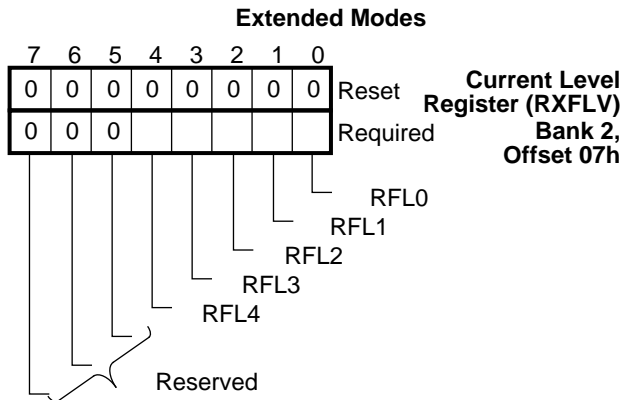 Extended Modes
7 6 5 4 3 2 1 0
0 0 0 0 0 0 0 0 Reset
0 0 0 Required
Current Level
Register (RXFLV)
Bank 2,
Offset 07h
RFL0
RFL1
RFL2
RFL3
RFL4
Reserved